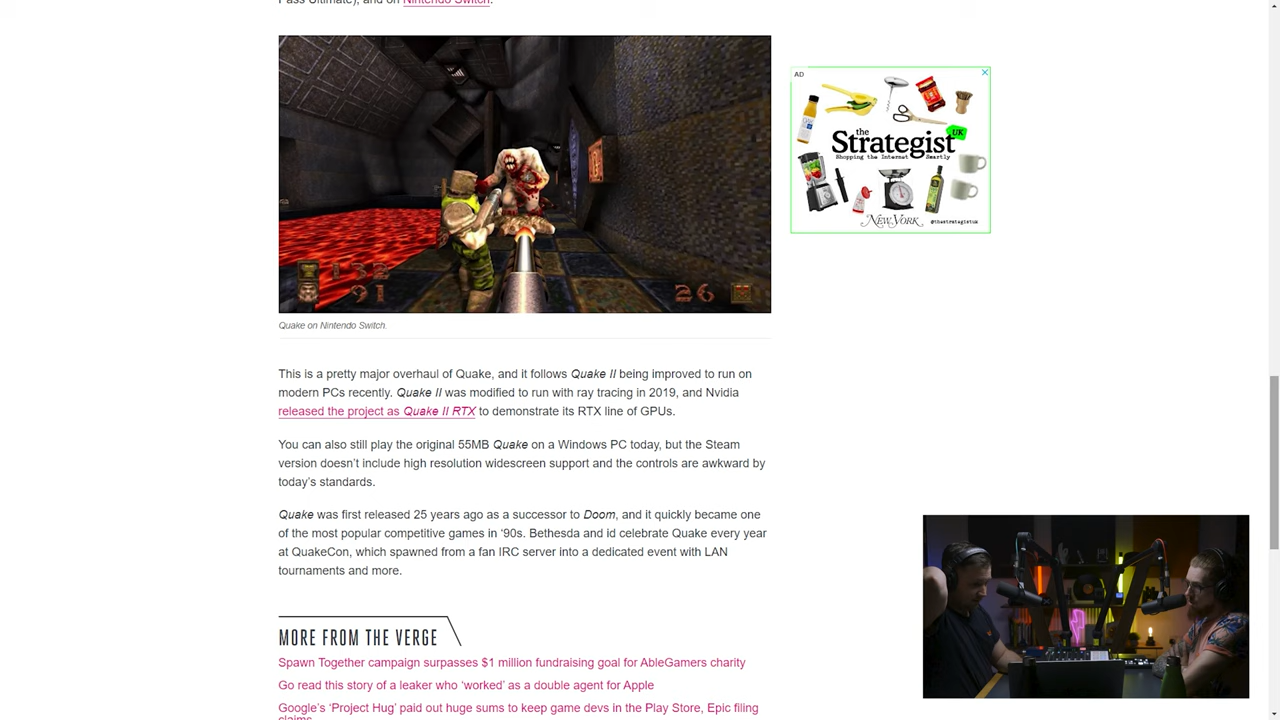 Pass Ultimate), and on Nintendo Switch.
AD
the
Strategist
UK
Shopping the Internet Smartly
NEW YORK
@thestrategistuk
132
91
26
Quake on Nintendo Switch.
This is a pretty major overhaul of Quake, and it follows Quake II being improved to run on
modern PCs recently. Quake II was modified to run with ray tracing in 2019, and Nvidia
released the project as Quake II RTX to demonstrate its RTX line of GPUs.
You can also still play the original 55MB Quake on a Windows PC today, but the Steam
version doesn’t include high resolution widescreen support and the controls are awkward by
today’s standards.
Quake was first released 25 years ago as a successor to Doom, and it quickly became one
of the most popular competitive games in ‘90s. Bethesda and id celebrate Quake every year
at QuakeCon, which spawned from a fan IRC server into a dedicated event with LAN
tournaments and more.
MORE FROM THE VERGE
Spawn Together campaign surpasses $1 million fundraising goal for AbleGamers charity
Go read this story of a leaker who ‘worked’ as a double agent for Apple
Google’s ‘Project Hug’ paid out huge sums to keep game devs in the Play Store, Epic filing
claims